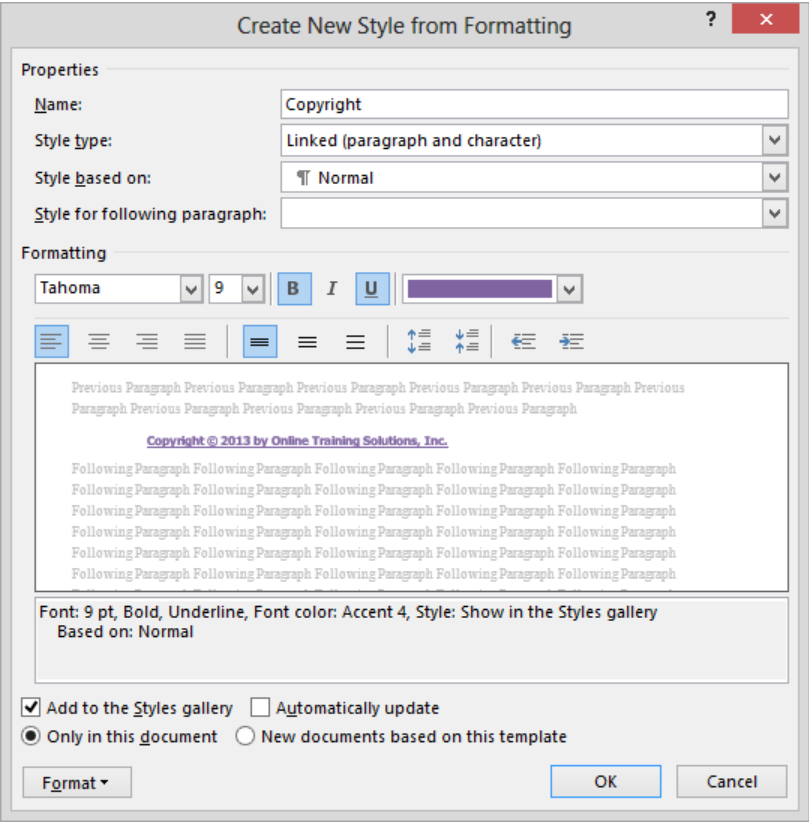 Create New Style from Formatting
?
Properties
Name:
Copyright
Style type:
Linked (paragraph and character)
Style based on:
¶ Normal
Style for following paragraph:
Formatting
Tahoma
9
B I U
Previous Paragraph Previous Paragraph Previous Paragraph Previous Paragraph Previous Paragraph Previous
Paragraph Previous Paragraph Previous Paragraph Previous Paragraph Previous Paragraph
Copyright © 2013 by Online Training Solutions, Inc.
Following Paragraph Following Paragraph Following Paragraph Following Paragraph Following Paragraph
Following Paragraph Following Paragraph Following Paragraph Following Paragraph Following Paragraph
Following Paragraph Following Paragraph Following Paragraph Following Paragraph Following Paragraph
Following Paragraph Following Paragraph Following Paragraph Following Paragraph Following Paragraph
Following Paragraph Following Paragraph Following Paragraph Following Paragraph Following Paragraph
Following Paragraph Following Paragraph Following Paragraph Following Paragraph Following Paragraph
Font: 9 pt, Bold, Underline, Font color: Accent 4, Style: Show in the Styles gallery
Based on: Normal
Add to the Styles gallery Automatically update
Only in this document New documents based on this template
Format
OK
Cancel